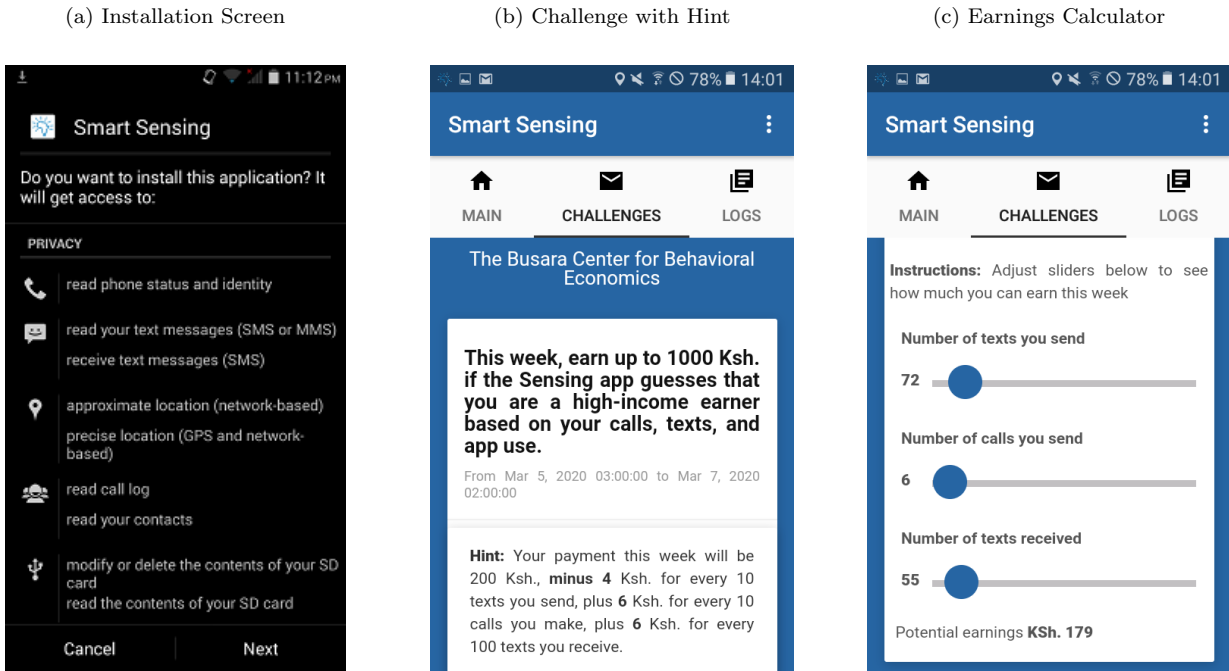 (a) Installation Screen
11:12 PM
Smart Sensing
Do you want to install this application? It
will get access to:
PRIVACY
read phone status and identity
read your text messages (SMS or MMS)
receive text messages (SMS)
approximate location (network-based)
precise location (GPS and network-
based)
read call log
read your contacts
modify or delete the contents of your SD
card
read the contents of your SD card
Cancel
Next
(b) Challenge with Hint
78% 14:01
Smart Sensing
MAIN
CHALLENGES
LOGS
The Busara Center for Behavioral
Economics
This week, earn up to 1000 Ksh.
if the Sensing app guesses that
you are a high-income earner
based on your calls, texts, and
app use.
From Mar 5, 2020 03:00:00 to Mar 7, 2020
02:00:00
Hint: Your payment this week will be
200 Ksh., minus 4 Ksh. for every 10
texts you send, plus 6 Ksh. for every 10
calls you make, plus 6 Ksh. for every
100 texts you receive.
(c) Earnings Calculator
78% 14:01
Smart Sensing
MAIN
CHALLENGES
LOGS
Instructions: Adjust sliders below to see
how much you can earn this week
Number of texts you send
72
Number of calls you send
6
Number of texts received
55
Potential earnings KSh. 179